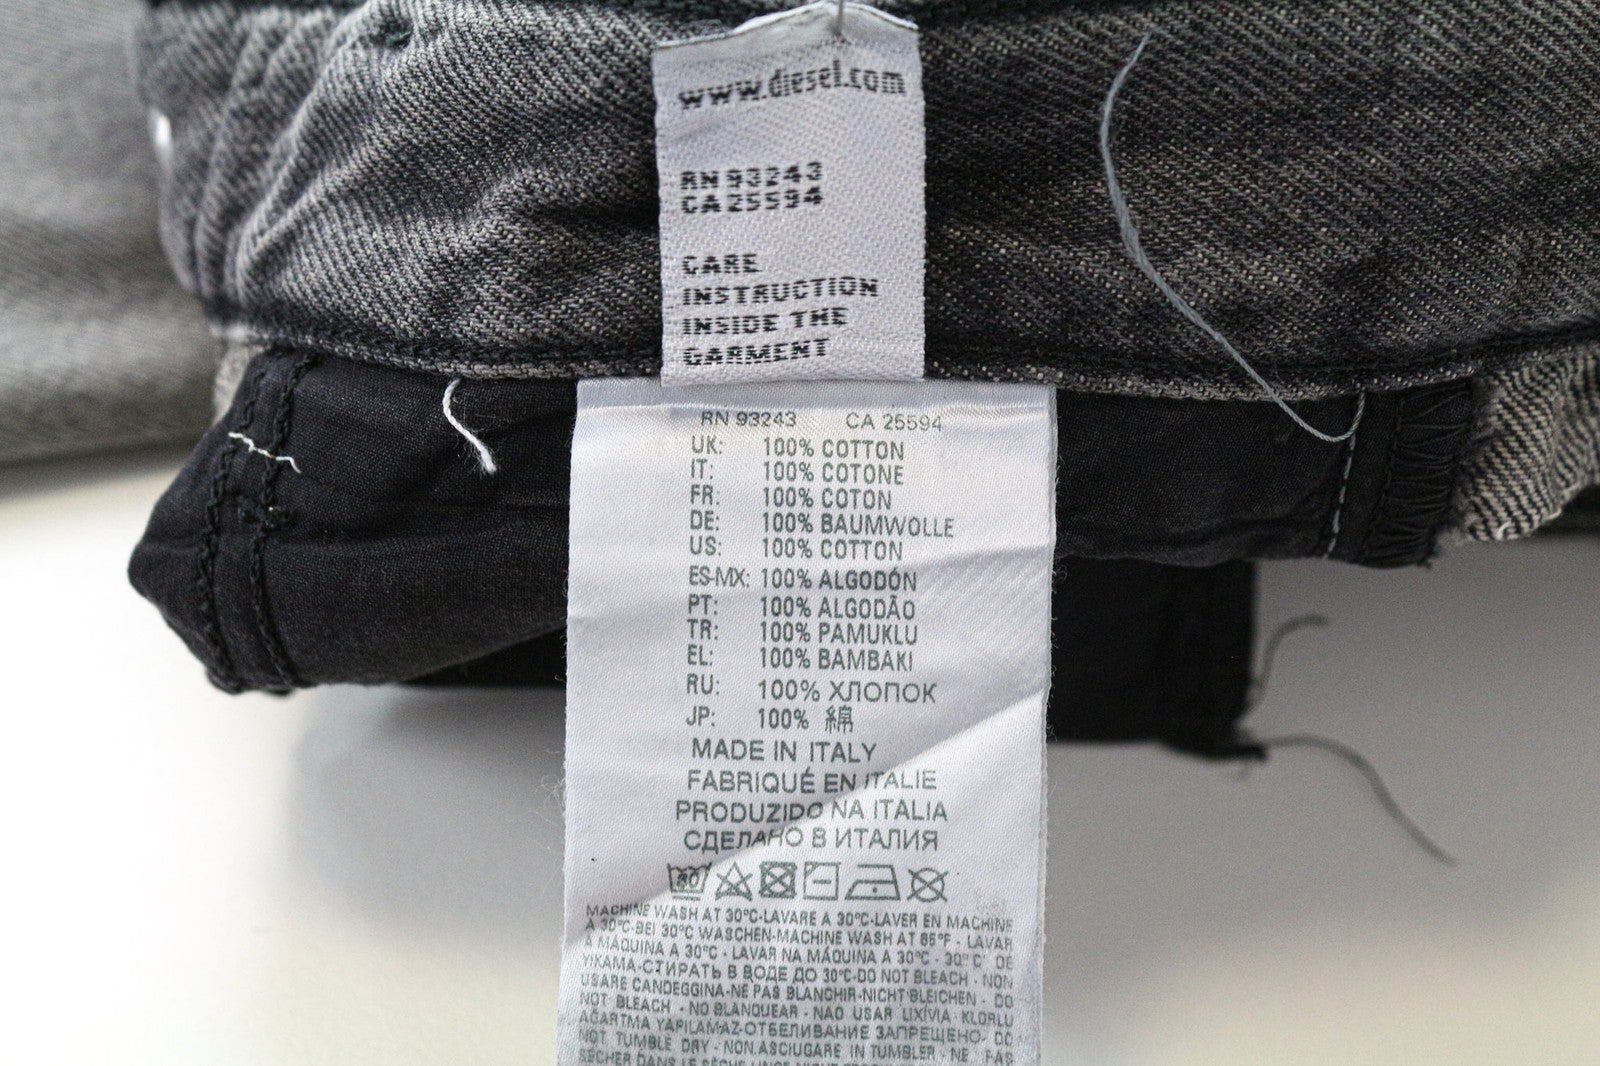 www.diesel.com
RN 93243
CA 25594
CARE
INSTRUCTION
INSIDE THE
GARMENT
RN 93243 CA 25594
UK: 100% COTTON
IT: 100% COTONE
FR: 100% COTON
DE: 100% BAUMWOLLE
US: 100% COTTON
ES-MX: 100% ALGODÓN
PT: 100% ALGODÃO
TR: 100% PAMUKLU
EL: 100% BAMBAKI
RU: 100% ХЛОПОК
JP: 100% 綿
MADE IN ITALY
FABRIQUÉ EN ITALIE
PRODUZIDO NA ITALIA
СДЕЛАНО В ИТАЛИЯ
30
MACHINE WASH AT 30°C-LAVARE A 30°C-LAVER EN MACHINE
A 30°C-BEI 30°C WASCHEN-MACHINE WASH AT 85°F - LAVAR
A MÁQUINA A 30°C - LAVAR NA MÁQUINA A 30°C - 30°C' DE
YIKAMA-СТИРАТЬ В ВОДЕ ДО 30°C-DO NOT BLEACH - NON
USARE CANDEGGINA-NE PAS BLANCHIR-NICHT BLEICHEN - DO
NOT BLEACH - NO BLANQUEAR - NAO USAR LIXÍVIA - KLORLU
AĞARTMA YAPILAMAZ-ОТБЕЛИВАНИЕ ЗАПРЕЩЕНО- DO
NOT TUMBLE DRY - NON ASCIUGARE IN TUMBLER - NE PAS
SÉCHER DANS LE SÈCHE-LINGE